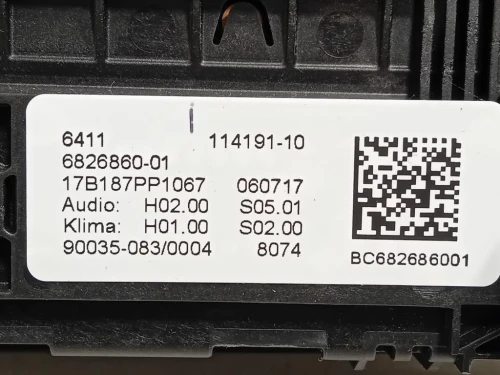 6411 114191-10
6826860-01
17B187PP1067 060717
Audio: H02.00 S05.01
Klima: H01.00 S02.00
90035-083/0004 8074
BC682686001